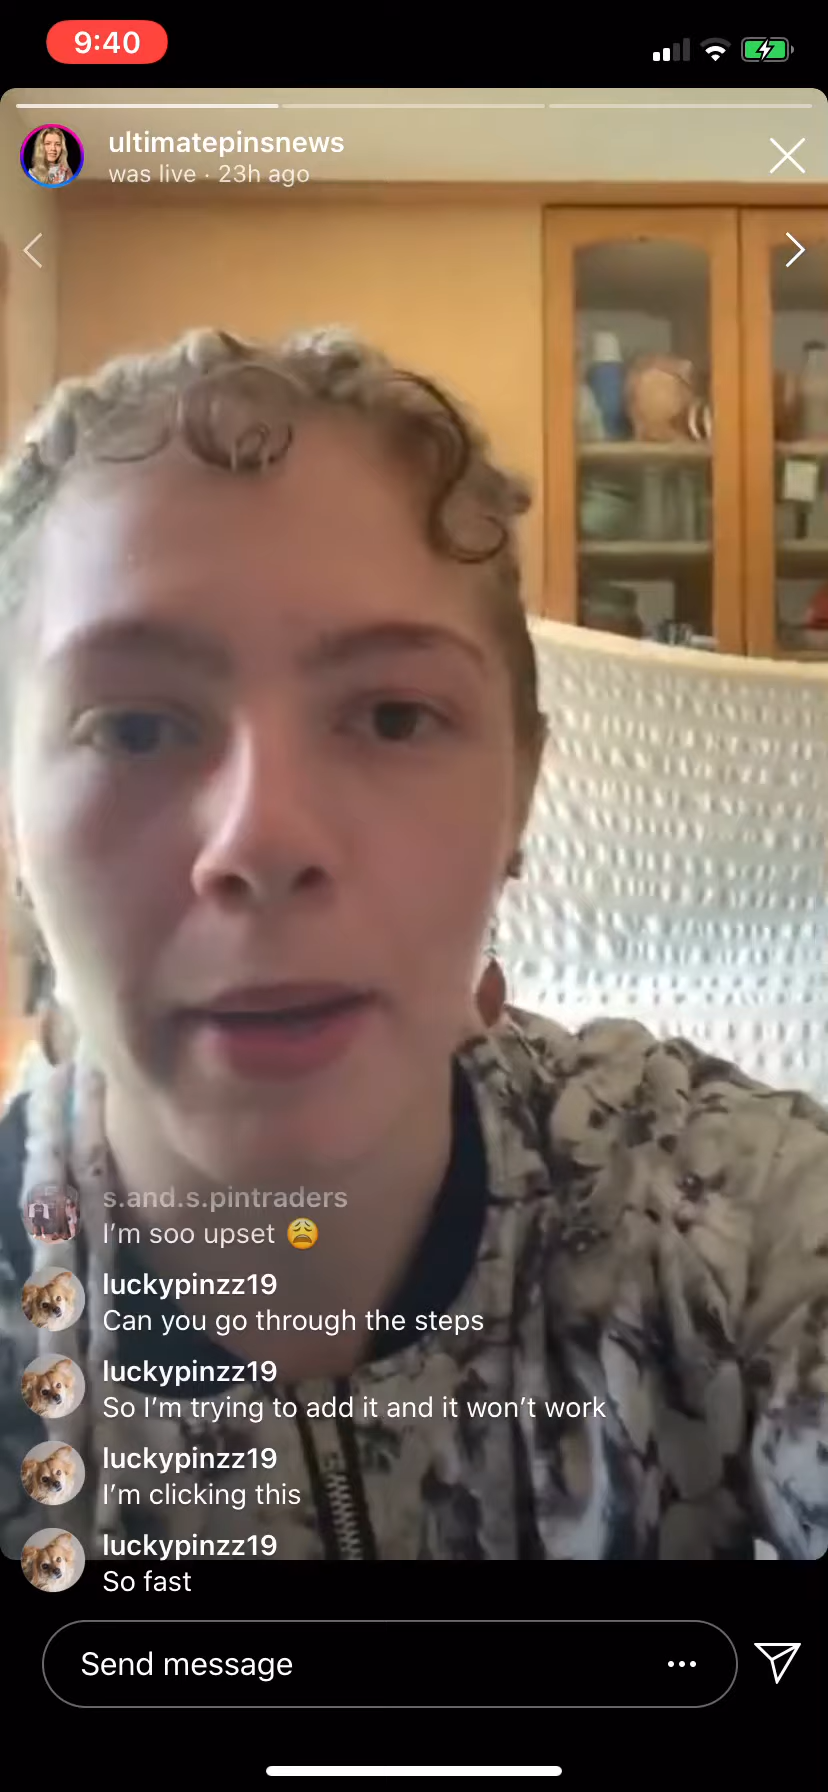 9:40
ultimatepinsnews
was live · 23h ago
s.and.s.pintraders
I’m soo upset 😩
luckypinzz19
Can you go through the steps
luckypinzz19
So I’m trying to add it and it won’t work
luckypinzz19
I’m clicking this
luckypinzz19
So fast
Send message